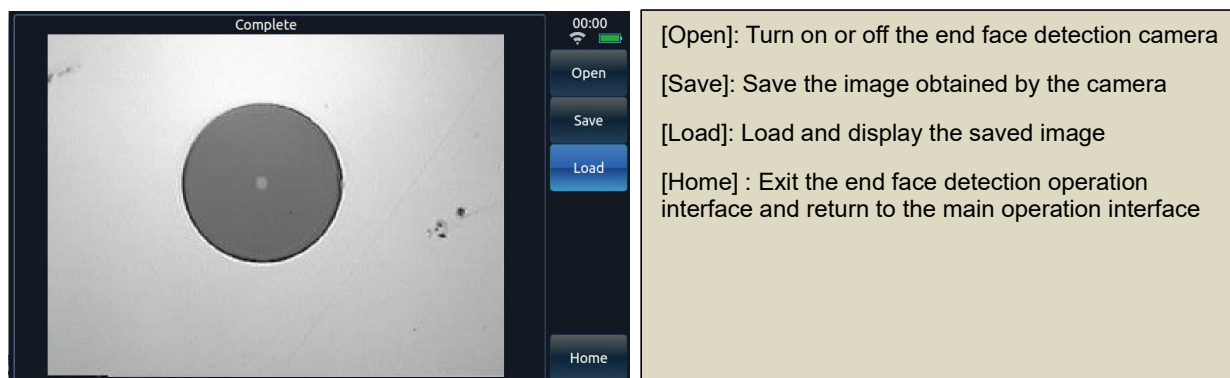 Complete
00:00
Open
Save
Load
Home
[Open]: Turn on or off the end face detection camera
[Save]: Save the image obtained by the camera
[Load]: Load and display the saved image
[Home] : Exit the end face detection operation
interface and return to the main operation interface